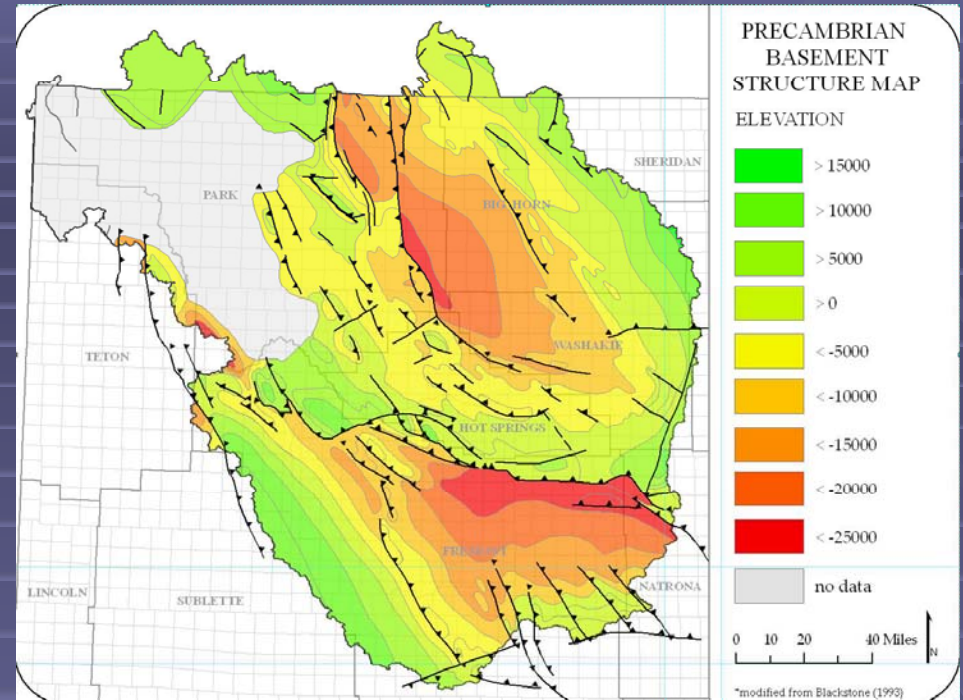 PRECAMBRIAN
BASEMENT
STRUCTURE MAP
ELEVATION
> 15000
> 10000
> 5000
> 0
< -5000
< -10000
< -15000
< -20000
< -25000
no data
0 10 20 40 Miles
N
*modified from Blackstone (1993)
SHERIDAN
PARK
BIG HORN
TETON
WASHAKIE
HOT SPRINGS
FREMONT
NATRONA
LINCOLN
SUBLETTE